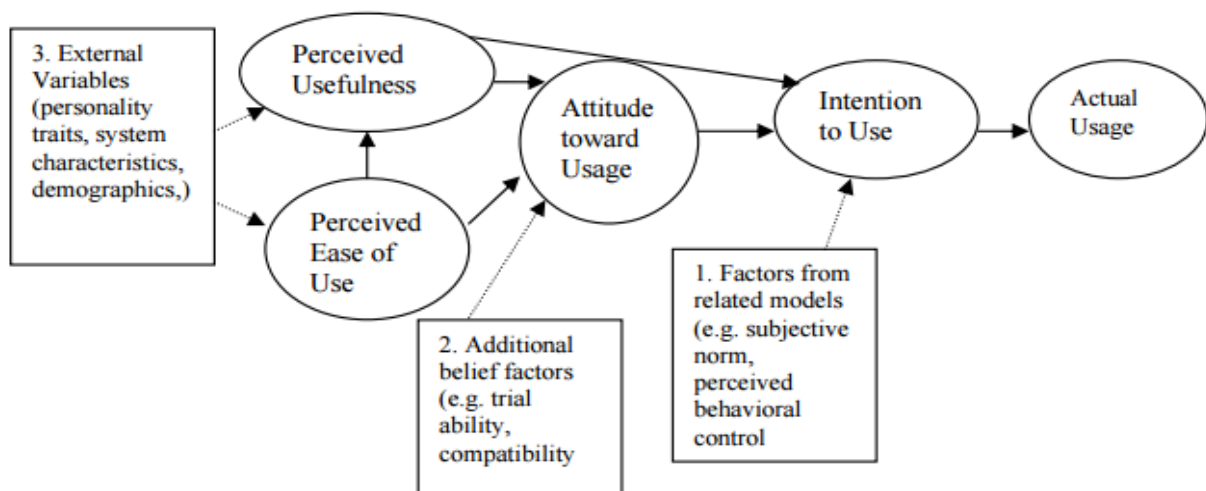 3. External
Variables
(personality
traits, system
characteristics,
demographics,)
Perceived
Usefulness
Perceived
Ease of
Use
Attitude
toward
Usage
Intention
to Use
Actual
Usage
2. Additional
belief factors
(e.g. trial
ability,
compatibility
1. Factors from
related models
(e.g. subjective
norm,
perceived
behavioral
control